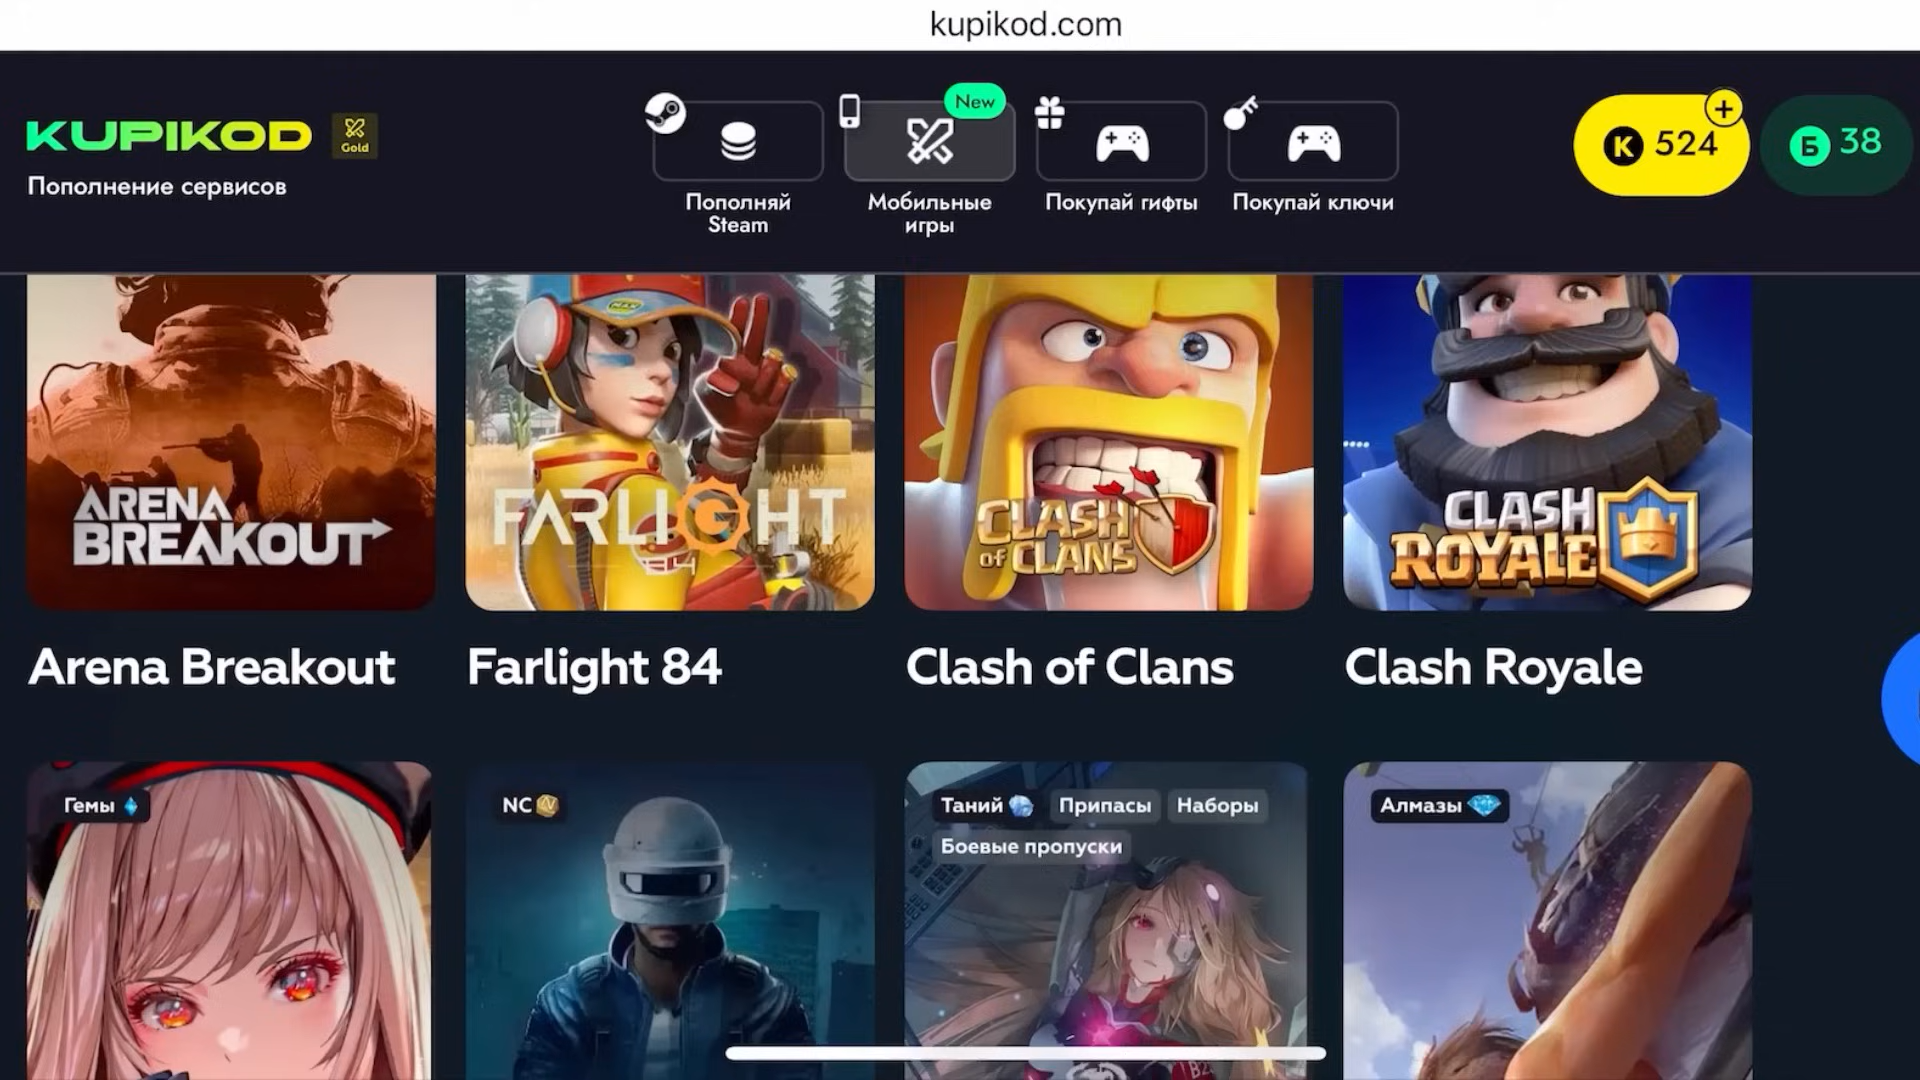 kupikod.com
KUPIKOD
Gold
Пополнение сервисов
Пополняй
Steam
New
Мобильные
игры
Покупай гифты
Покупай ключи
К 524
Б 38
ARENA
BREAKOUT
FARLIGHT
84
CLASH
of CLANS
CLASH
ROYALE
Arena Breakout
Farlight 84
Clash of Clans
Clash Royale
Гемы
NC
Таний
Припасы
Наборы
Боевые пропуски
Алмазы